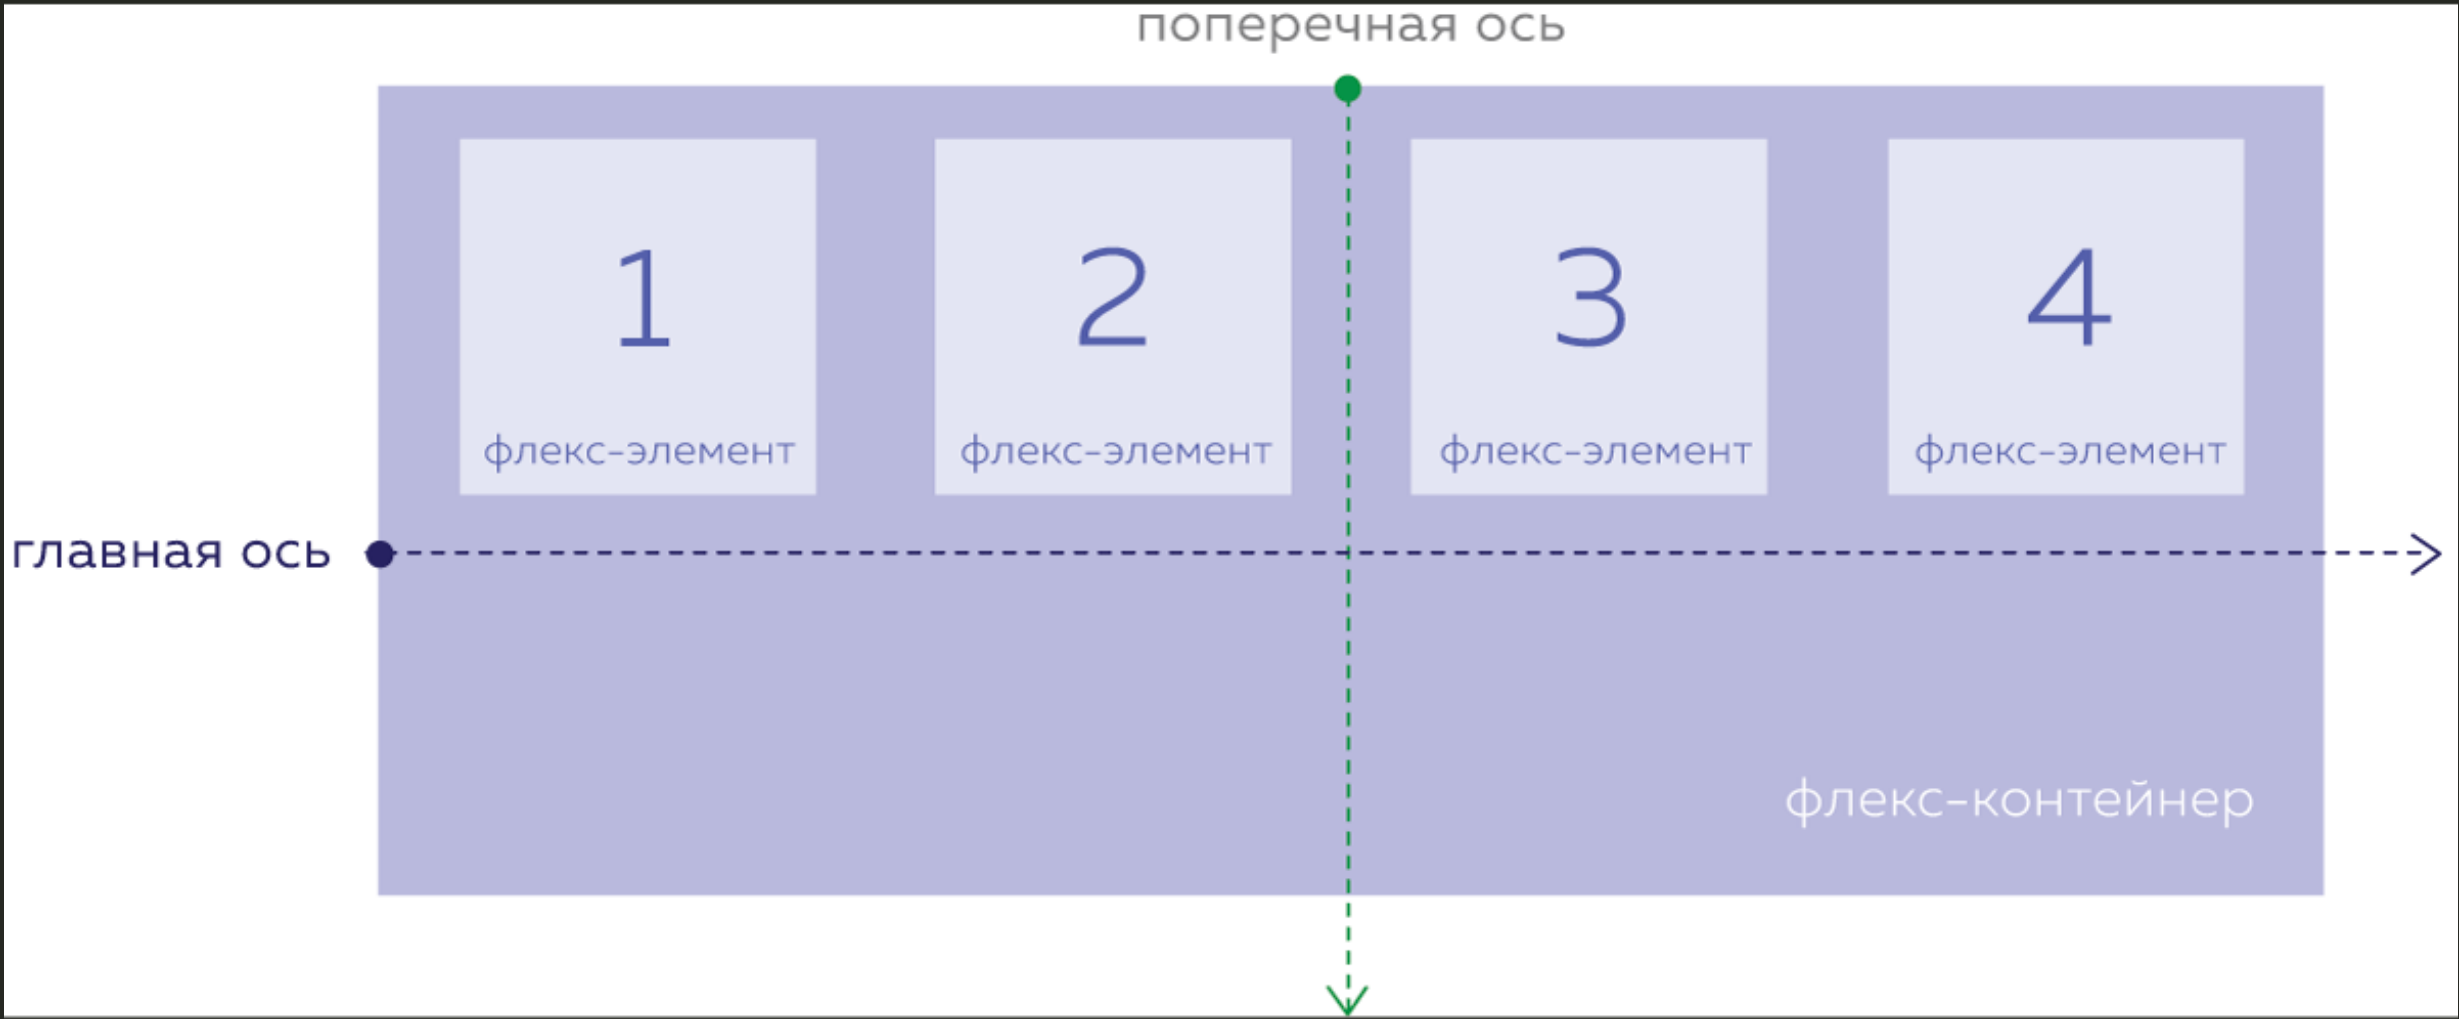 поперечная ось
1
2
3
4
флекс-элемент
флекс-элемент
флекс-элемент
флекс-элемент
главная ось
флекс-контейнер